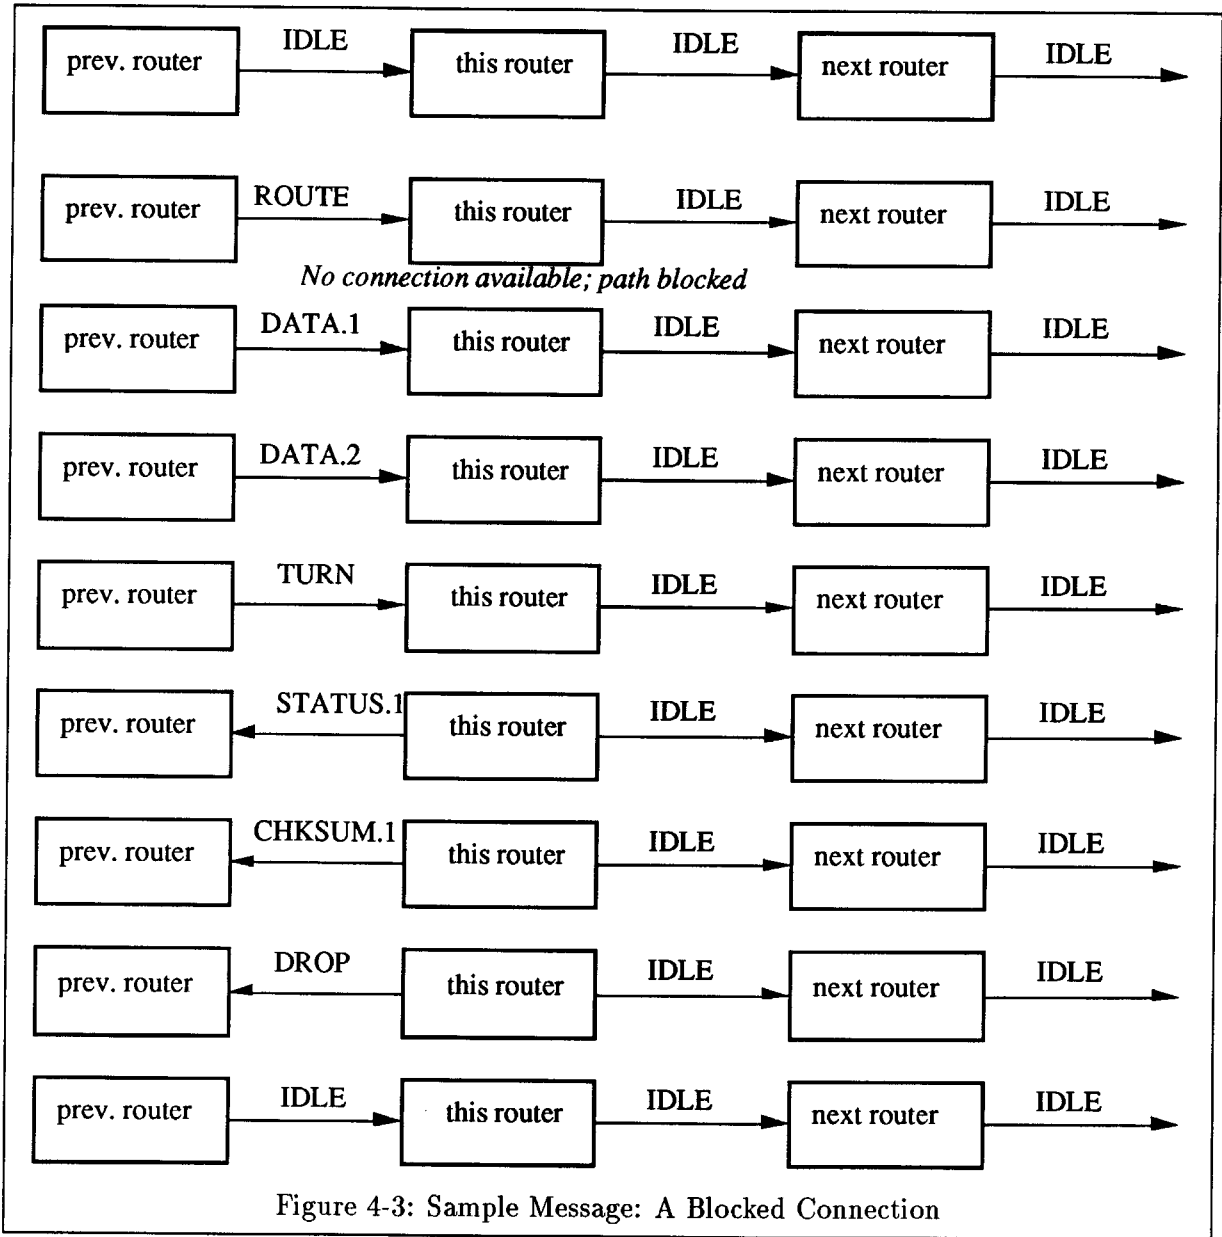 IDLE IDLE IDLE
prev. router this router next router
ROUTE IDLE IDLE
prev. router this router next router
No connection available; path blocked
DATA.1 IDLE IDLE
prev. router this router next router
DATA.2 IDLE IDLE
prev. router this router next router
TURN IDLE IDLE
prev. router this router next router
STATUS.1 IDLE IDLE
prev. router this router next router
CHKSUM.1 IDLE IDLE
prev. router this router next router
DROP IDLE IDLE
prev. router this router next router
IDLE IDLE IDLE
prev. router this router next router
Figure 4-3: Sample Message: A Blocked Connection